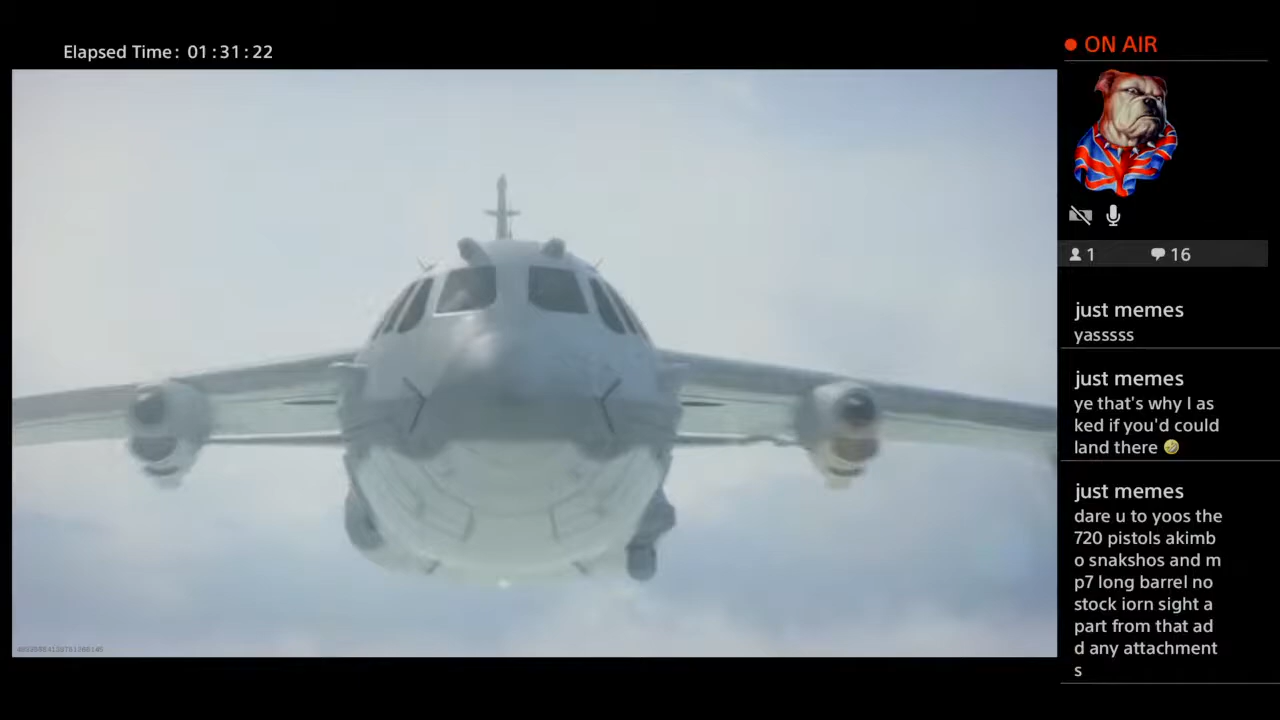 Elapsed Time: 01:31:22
ON AIR
1
16
just memes
yasssss
just memes
ye that's why I as
ked if you'd could
land there 🤣
just memes
dare u to yoos the
720 pistols akimb
o snakshos and m
p7 long barrel no
stock iorn sight a
part from that ad
d any attachment
s